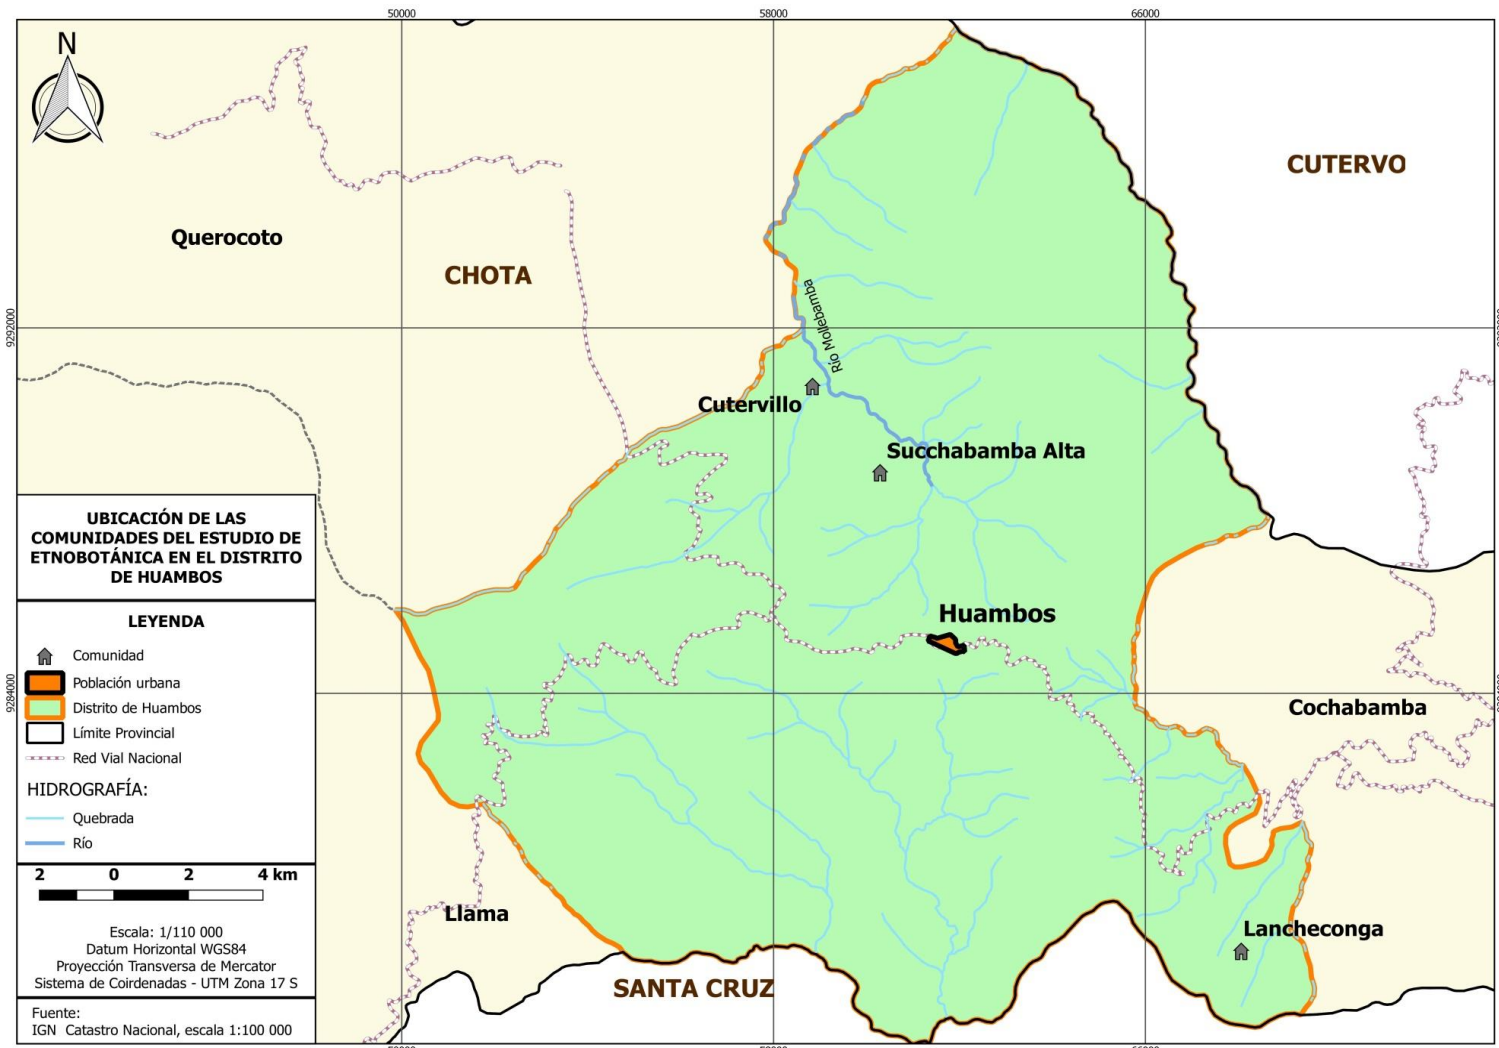 50000
58000
66000
N
CUTERVO
Querocoto
CHOTA
Río Mollebamba
9292000
Cutervillo
Succhabamba Alta
UBICACIÓN DE LAS
COMUNIDADES DEL ESTUDIO DE
ETNOBOTÁNICA EN EL DISTRITO
DE HUAMBOS
Huambos
LEYENDA
Comunidad
Población urbana
Distrito de Huambos
Límite Provincial
Red Vial Nacional
HIDROGRAFÍA:
Quebrada
Río
9284000
Cochabamba
2 0 2 4 km
Llama
Lancheconga
Escala: 1/110 000
Datum Horizontal WGS84
Proyección Transversa de Mercator
Sistema de Coirdenadas - UTM Zona 17 S
SANTA CRUZ
Fuente:
IGN Catastro Nacional, escala 1:100 000